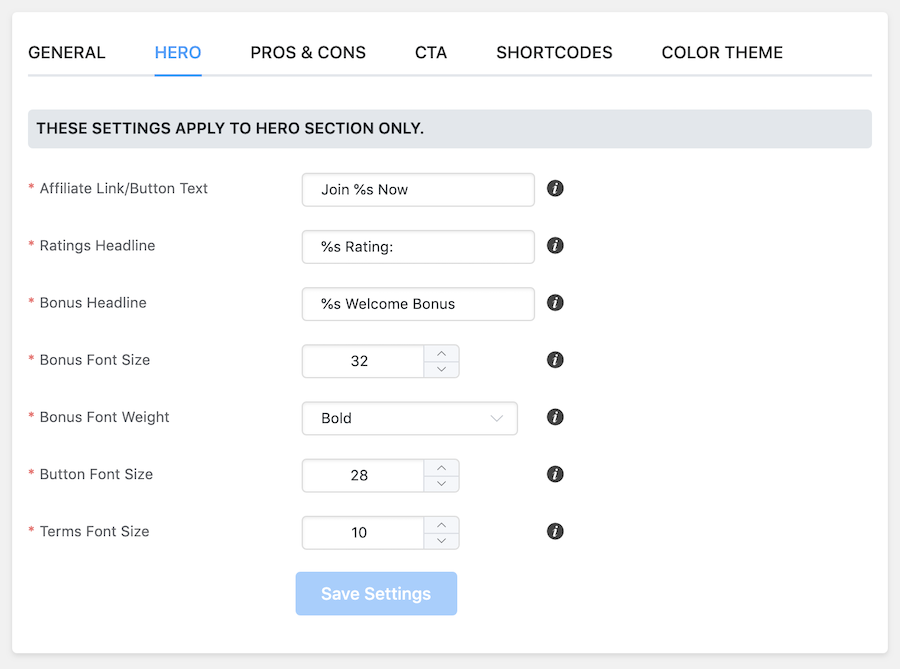 GENERAL HERO PROS & CONS CTA SHORTCODES COLOR THEME
THESE SETTINGS APPLY TO HERO SECTION ONLY.
* Affiliate Link/Button Text Join %s Now i
* Ratings Headline %s Rating: i
* Bonus Headline %s Welcome Bonus i
* Bonus Font Size 32 i
* Bonus Font Weight Bold i
* Button Font Size 28 i
* Terms Font Size 10 i
Save Settings